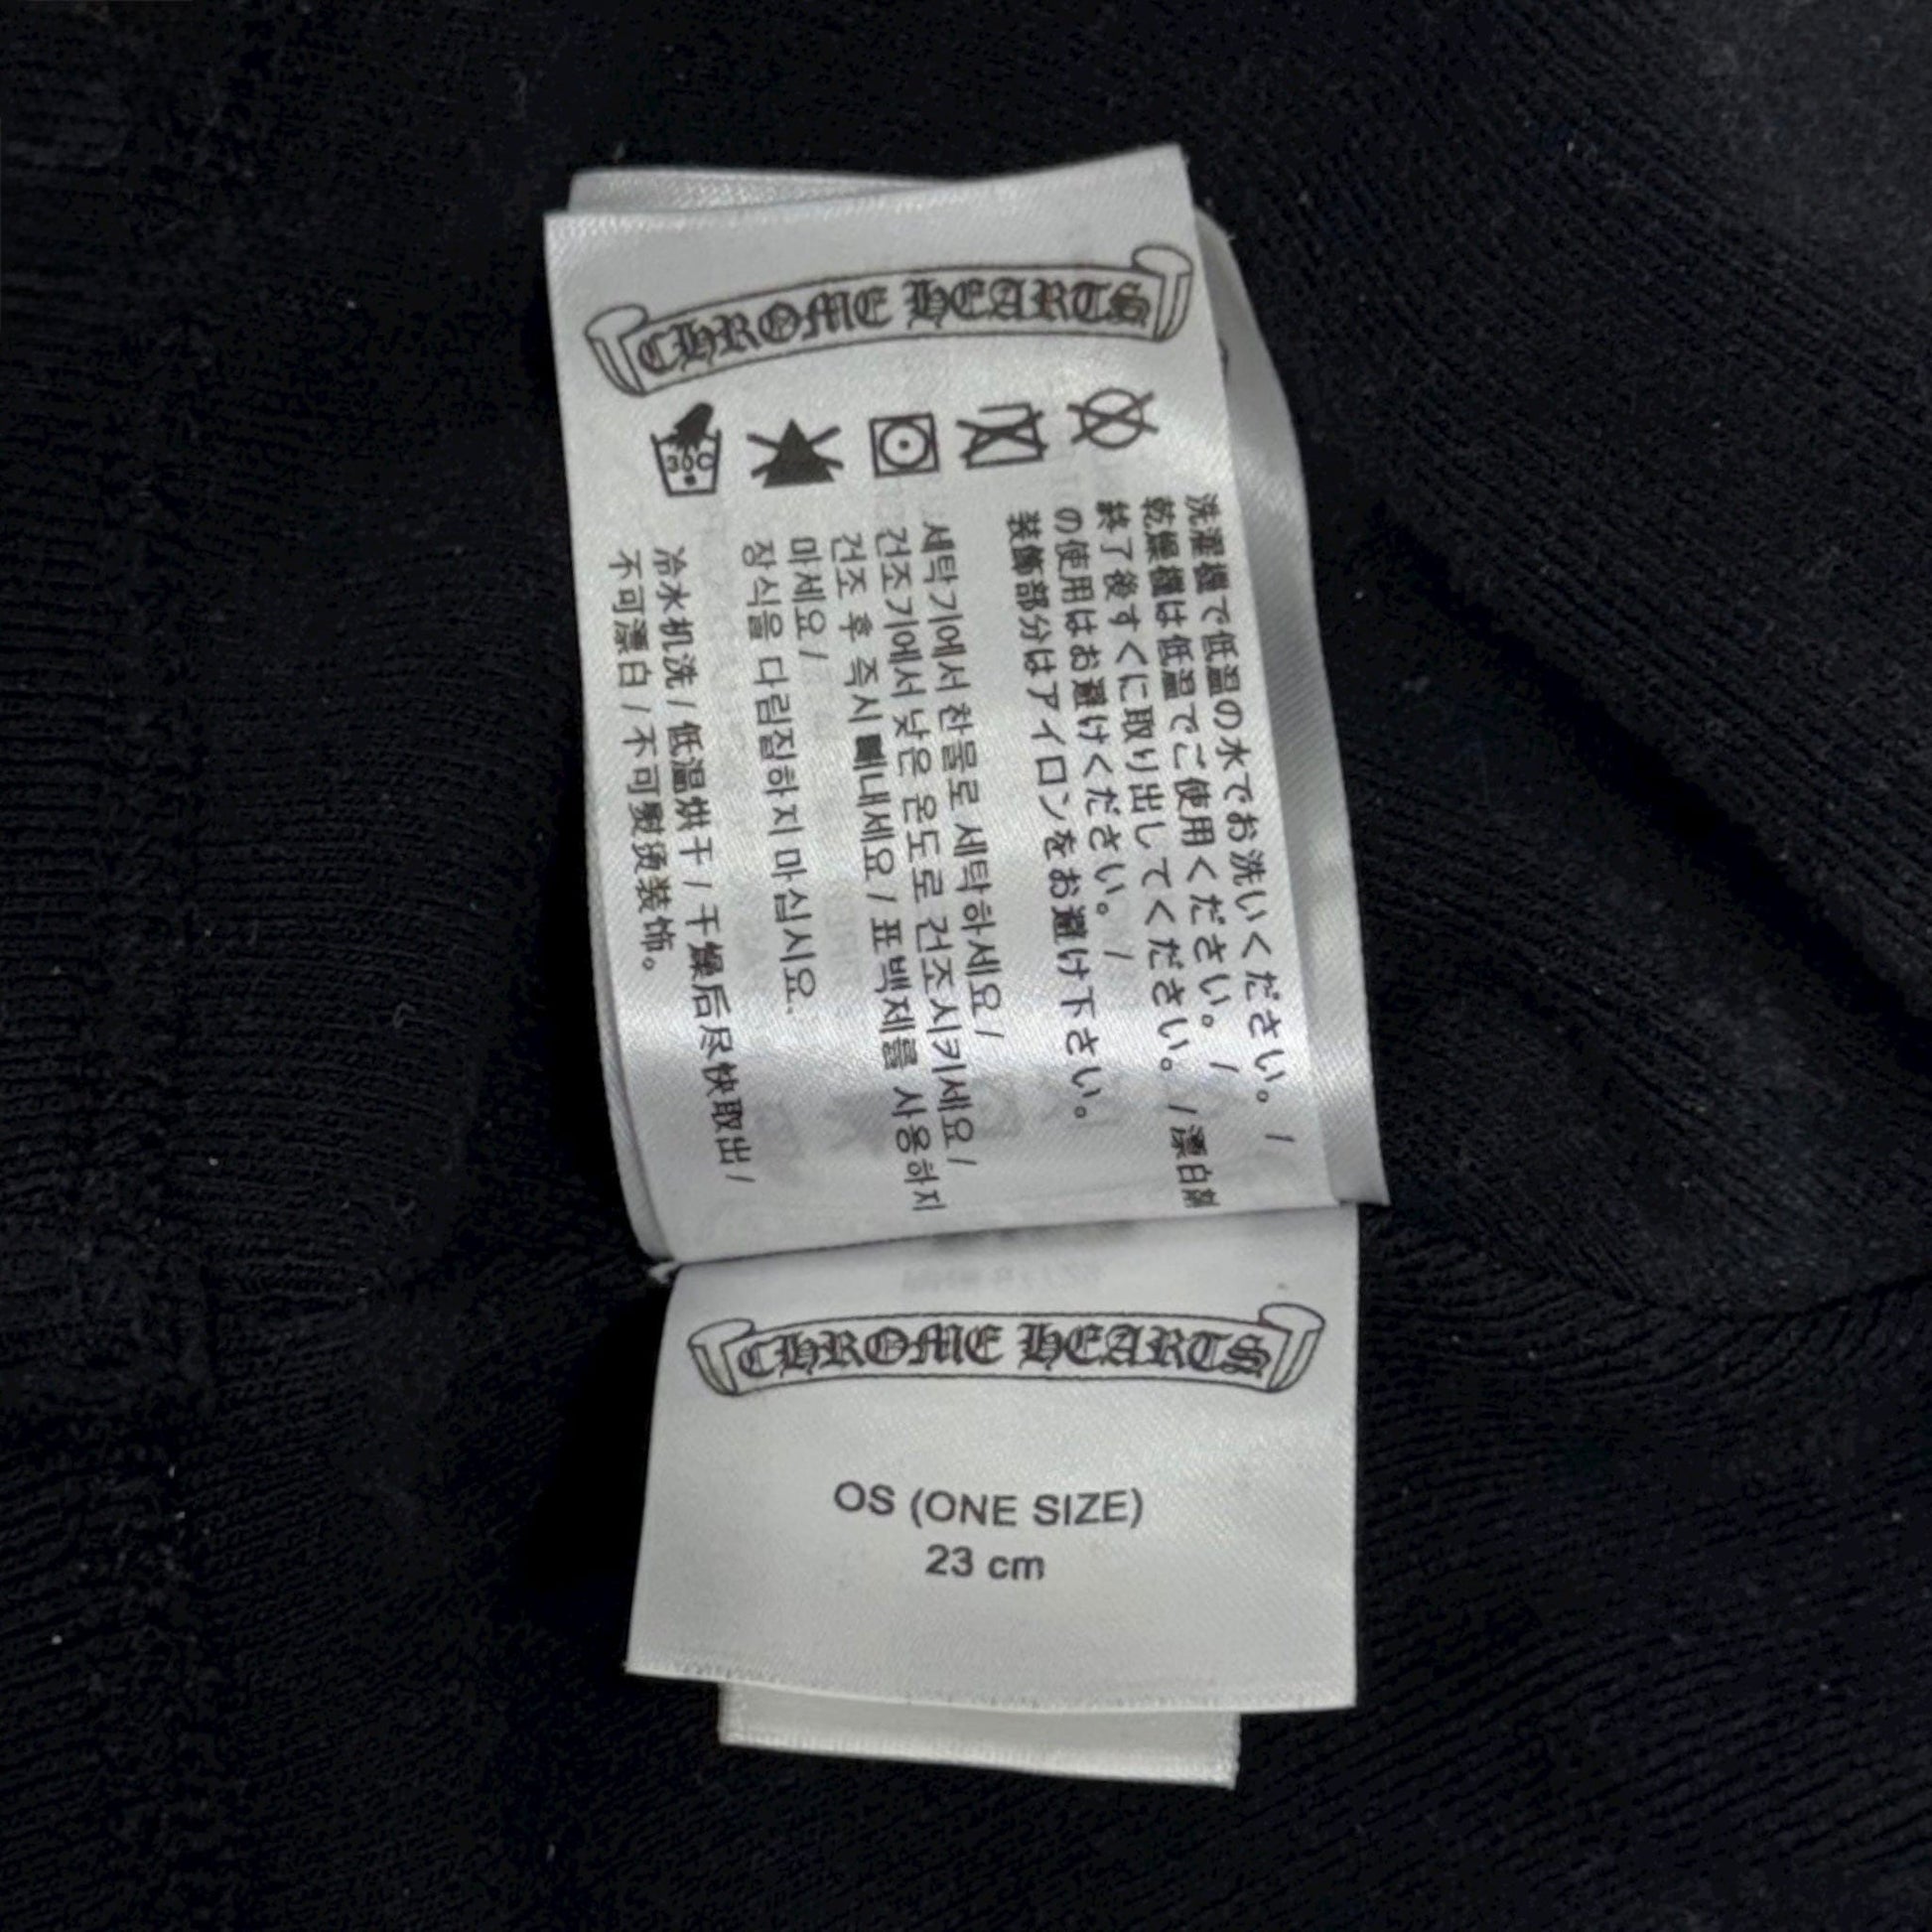 CHROME HEARTS
30C
洗濯機で低温の水でお洗いください。 /
乾燥機は低温でご使用ください。 /
終了後すぐに取り出してください。 / 漂白剤
の使用はお避けください。 /
装飾部分はアイロンをお避け下さい。
세탁기에서 찬물로 세탁하세요 /
건조기에서 낮은 온도로 건조시키세요 /
건조 후 즉시 빼내세요 / 표백제를 사용하지
마세요 /
장식을 다림질하지 마십시요.
冷水机洗 / 低温烘干 / 干燥后尽快取出 /
不可漂白 / 不可熨烫装饰。
CHROME HEARTS
OS (ONE SIZE)
23 cm